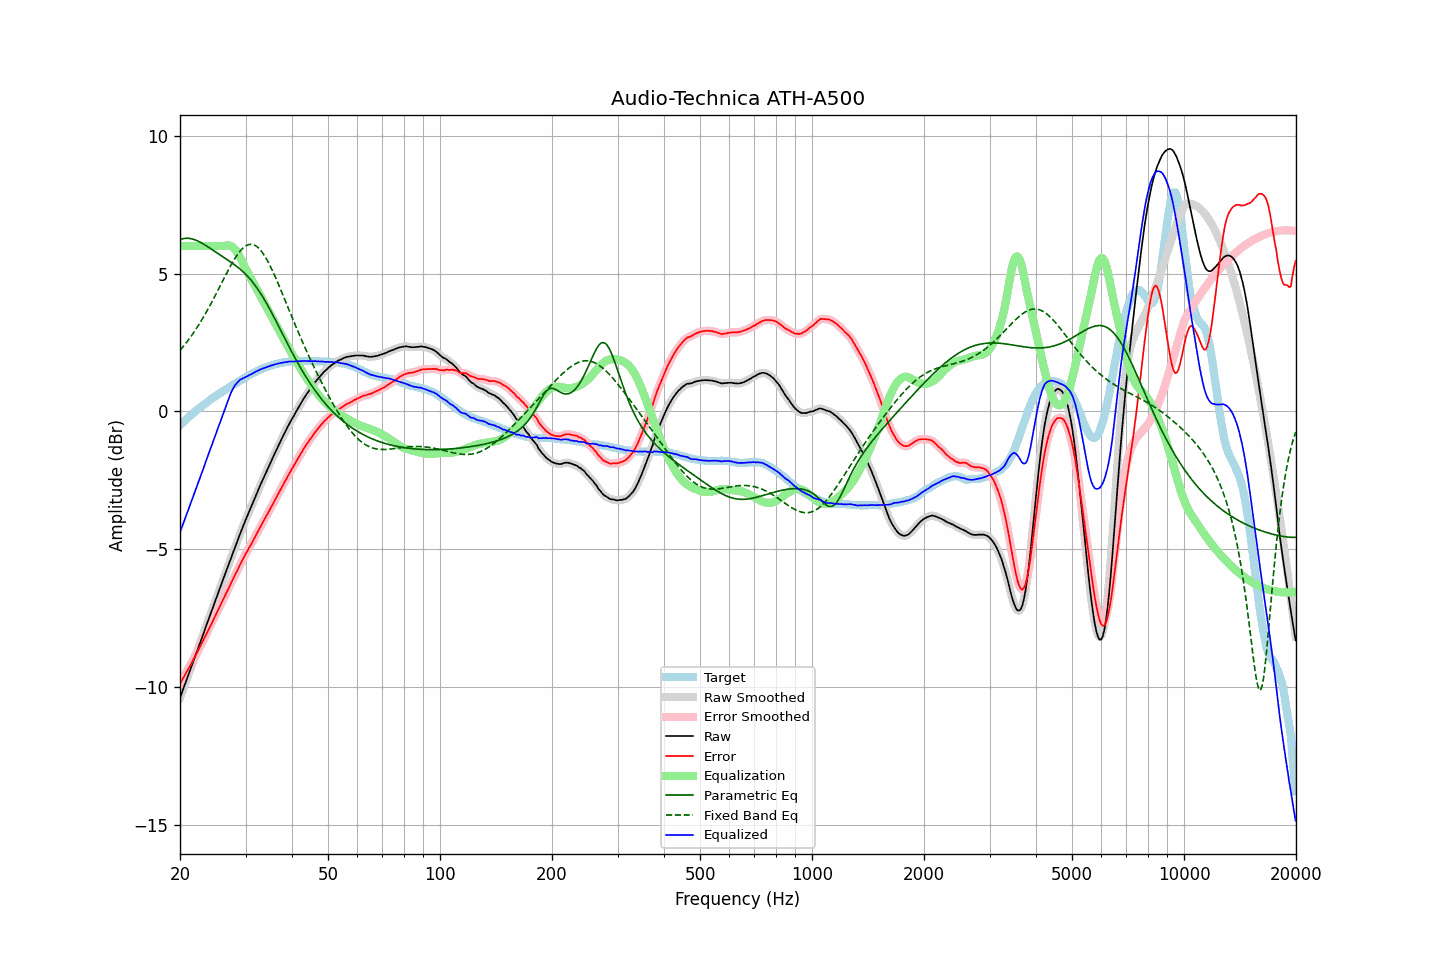 Audio-Technica ATH-A500
Amplitude (dBr)
10
5
0
−5
−10
−15
Target
Raw Smoothed
Error Smoothed
Raw
Error
Equalization
Parametric Eq
Fixed Band Eq
Equalized
20 50 100 200 500 1000 2000 5000 10000 20000
Frequency (Hz)